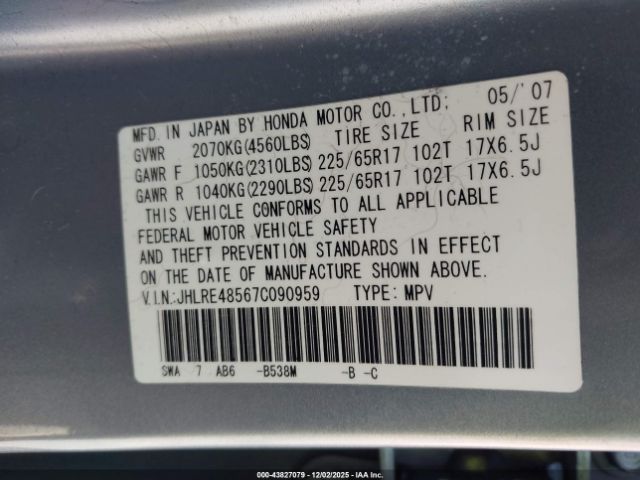 MFD. IN JAPAN BY HONDA MOTOR CO.,LTD: 05/'07
GVWR 2070KG(4560LBS) TIRE SIZE RIM SIZE
GAWR F 1050KG(2310LBS) 225/65R17 102T 17X6.5J
GAWR R 1040KG(2290LBS) 225/65R17 102T 17X6.5J
THIS VEHICLE CONFORMS TO ALL APPLICABLE
FEDERAL MOTOR VEHICLE SAFETY
AND THEFT PREVENTION STANDARDS IN EFFECT
ON THE DATE OF MANUFACTURE SHOWN ABOVE.
V.I.N.:JHLRE48567C090959 TYPE: MPV
SWA 7 AB6 -B538M -B -C
000-43827079 - 12/02/2025 - IAA Inc.